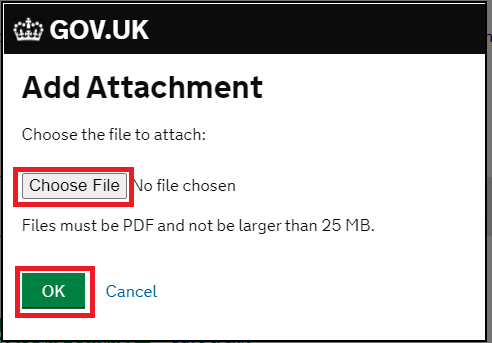 GOV.UK
Add Attachment
Choose the file to attach:
Choose File No file chosen
Files must be PDF and not be larger than 25 MB.
OK Cancel